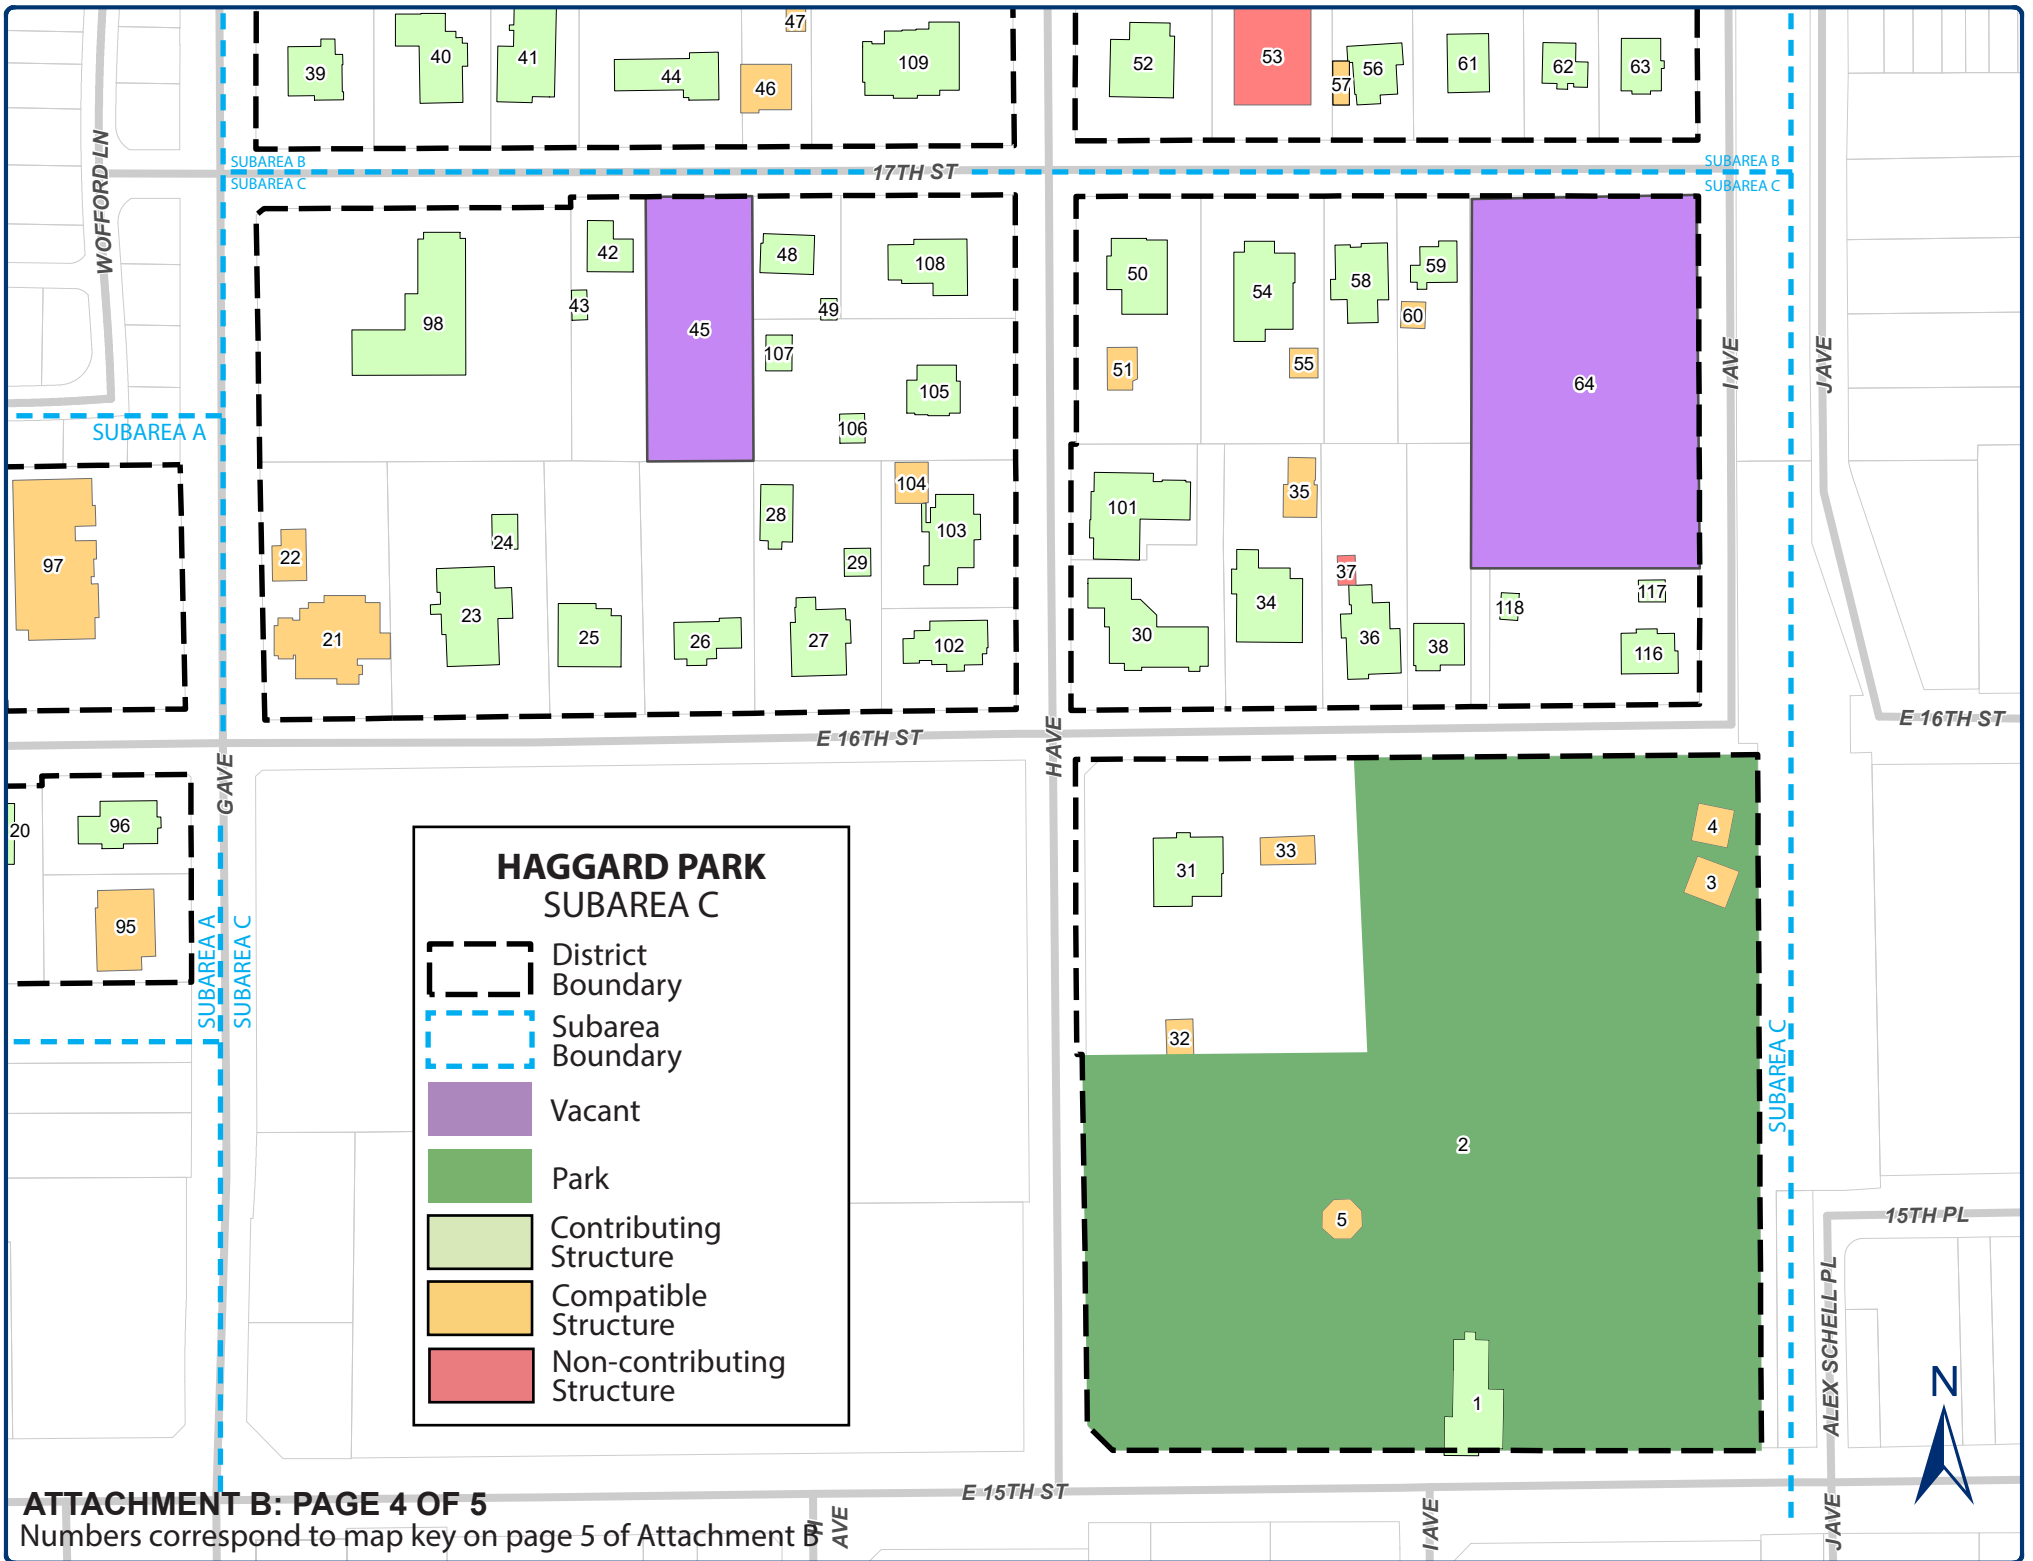 47
39
40
41
44
46
109
52
53
57
56
61
62
63
WOFFORD LN
SUBAREA B
SUBAREA C
17TH ST
SUBAREA B
SUBAREA C
98
42
43
45
48
49
108
107
105
106
50
51
54
55
58
59
60
64
I AVE
J AVE
SUBAREA A
97
22
21
24
23
25
26
28
29
27
104
103
102
101
30
35
34
37
36
38
118
117
116
E 16TH ST
E 16TH ST
G AVE
H AVE
20
96
95
SUBAREA A
SUBAREA C
HAGGARD PARK
SUBAREA C
District
Boundary
Subarea
Boundary
Vacant
Park
Contributing
Structure
Compatible
Structure
Non-contributing
Structure
31
33
32
4
3
2
5
1
SUBAREA C
15TH PL
ALEX SCHELL PL
N
E 15TH ST
H AVE
I AVE
J AVE
ATTACHMENT B: PAGE 4 OF 5
Numbers correspond to map key on page 5 of Attachment B